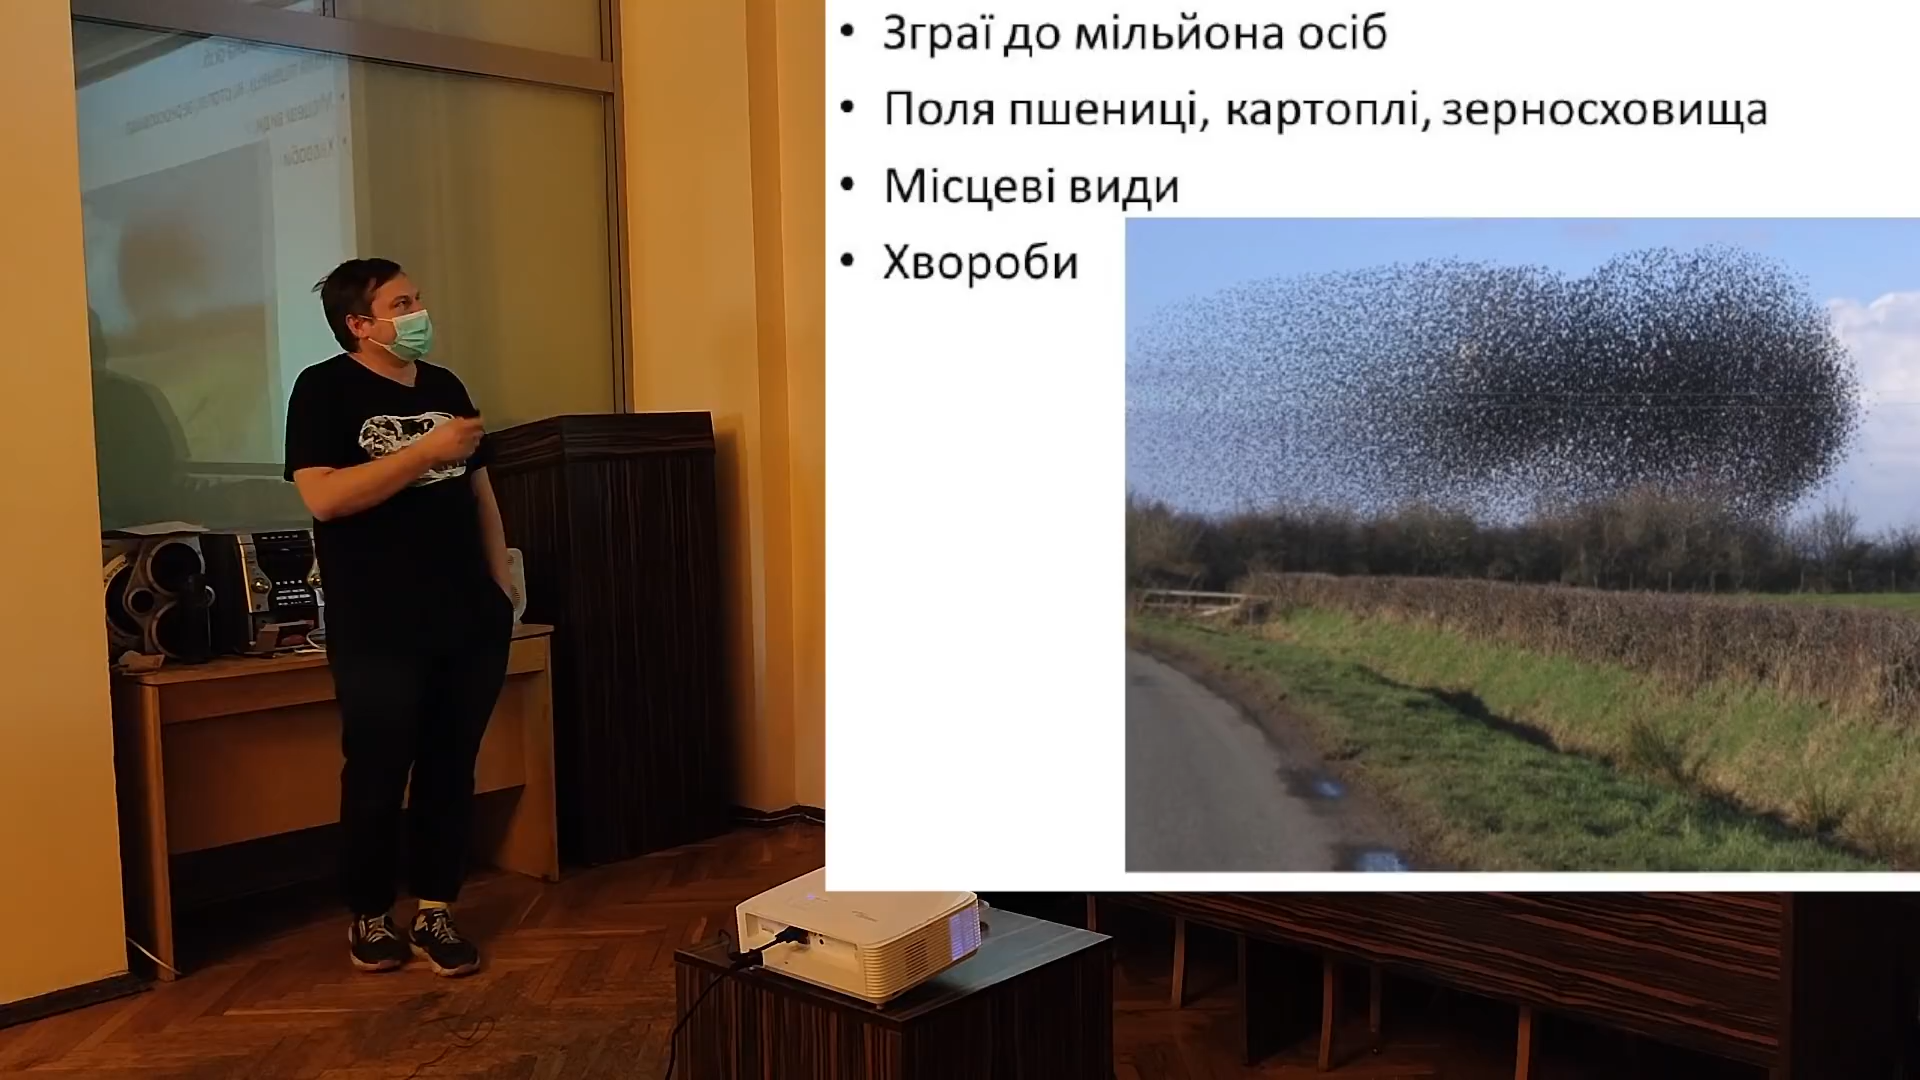 • Зграї до мільйона осіб
• Поля пшениці, картоплі, зерносховища
• Місцеві види
• Хвороби